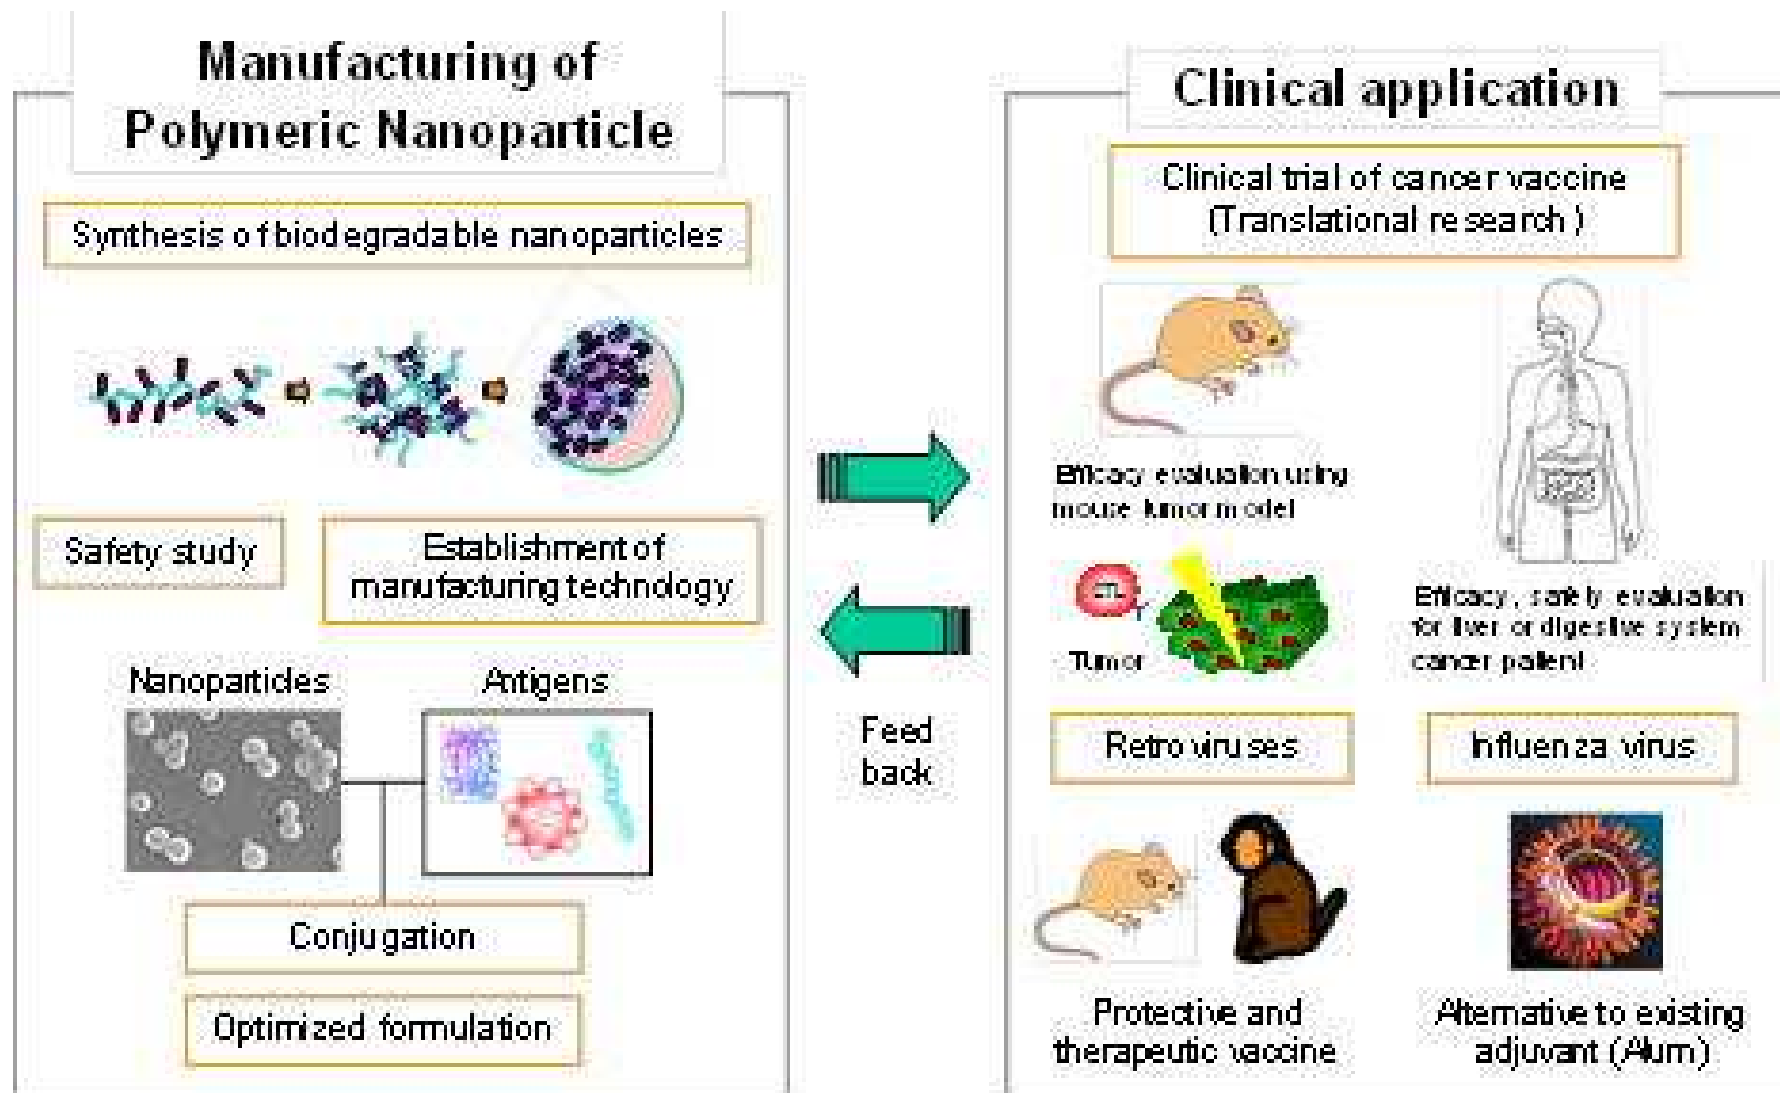 Manufacturing of
Polymeric Nanoparticle
Synthesis of biodegradable nanoparticles
Safety study
Establishment of
manufacturing technology
Nanoparticles
Antigens
Conjugation
Optimized formulation
Feed
back
Clinical application
Clinical trial of cancer vaccine
(Translational research)
Efficacy evaluation using
mouse tumor model
CTL
Tumor
Efficacy, safety evaluation
for liver or digestive system
cancer patient
Retroviruses
Influenza virus
Protective and
therapeutic vaccine
Alternative to existing
adjuvant (Alum)